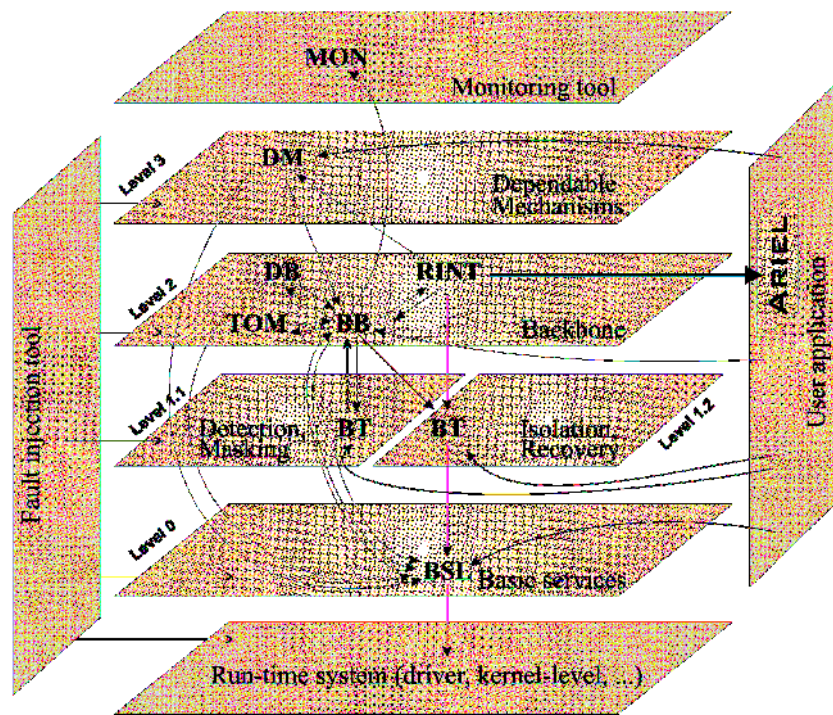 MON
Monitoring tool
Level 3
DM
Dependable
Mechanisms
Level 2
DB
RINT
TOM
BB
Backbone
ARIEL
User application
Fault injection tool
Level 1.1
Detection,
Masking
BT
BT
Isolation,
Recovery
Level 1.2
Level 0
BSL
Basic services
Run-time system (driver, kernel-level, ...)